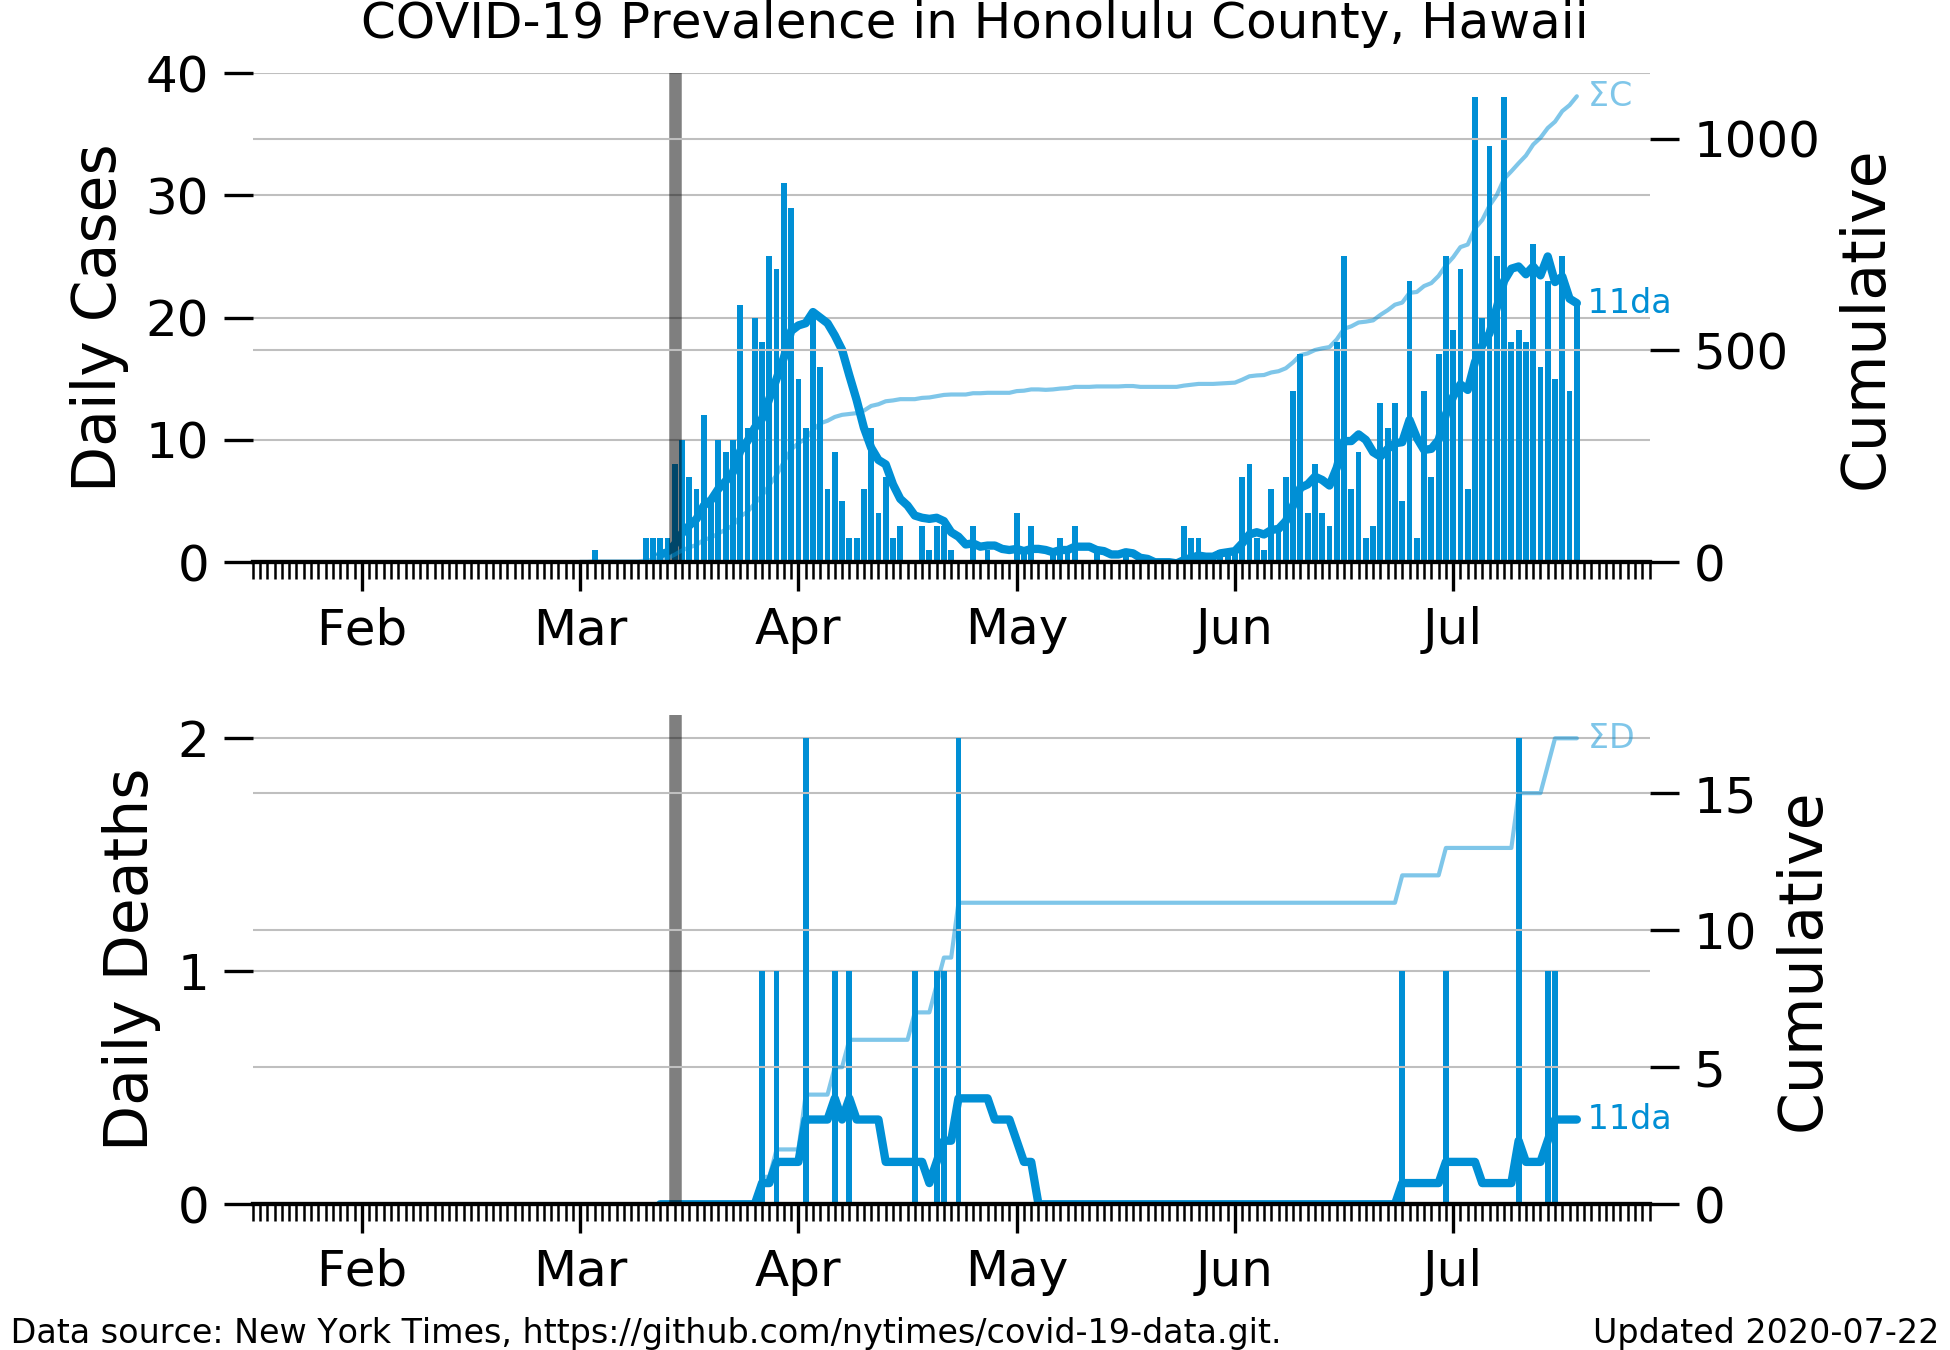 COVID-19 Prevalence in Honolulu County, Hawaii
Daily Cases
40
30
20
10
0
ΣC
11da
1000
500
0
Cumulative
Feb Mar Apr May Jun Jul
Daily Deaths
2
1
0
ΣD
11da
15
10
5
0
Cumulative
Feb Mar Apr May Jun Jul
Data source: New York Times, https://github.com/nytimes/covid-19-data.git.
Updated 2020-07-22